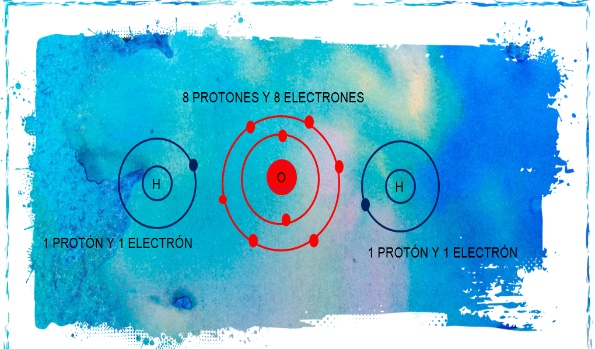 8 PROTONES Y 8 ELECTRONES
H
O
H
1 PROTÓN Y 1 ELECTRÓN
1 PROTÓN Y 1 ELECTRÓN